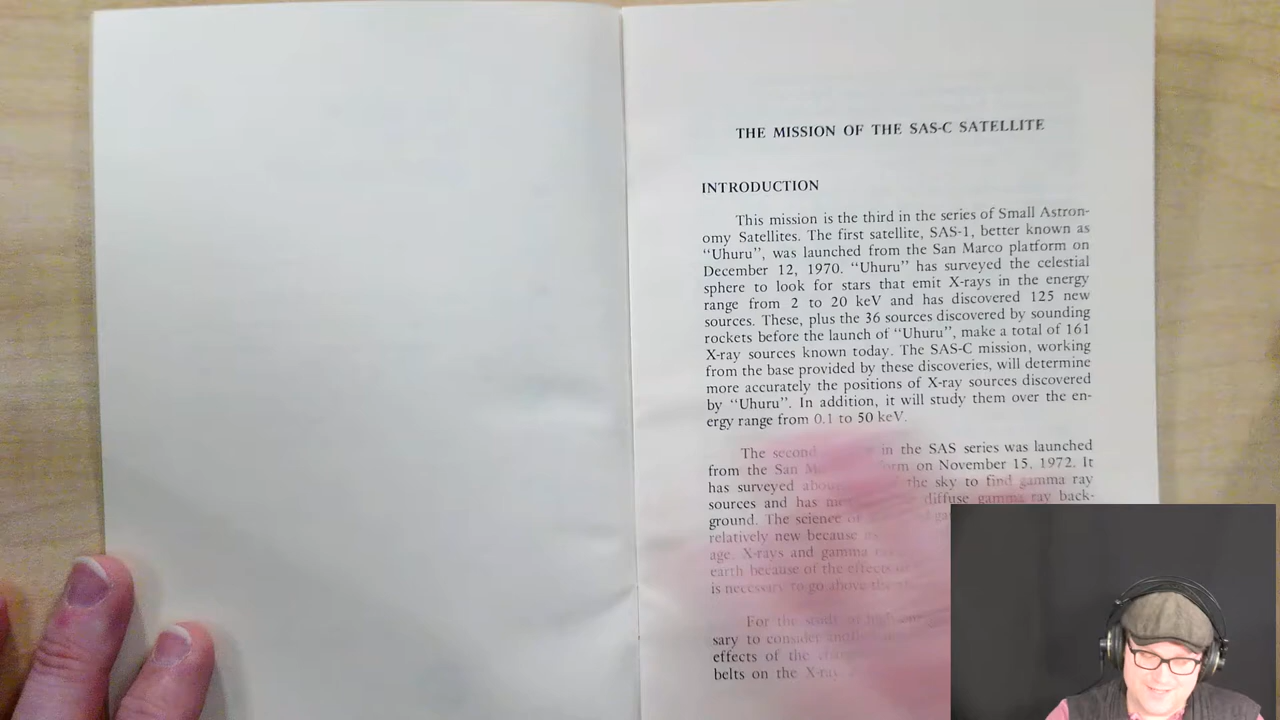 THE MISSION OF THE SAS-C SATELLITE
INTRODUCTION
This mission is the third in the series of Small Astron-
omy Satellites. The first satellite, SAS-1, better known as
“Uhuru”, was launched from the San Marco platform on
December 12, 1970. “Uhuru” has surveyed the celestial
sphere to look for stars that emit X-rays in the energy
range from 2 to 20 keV and has discovered 125 new
sources. These, plus the 36 sources discovered by sounding
rockets before the launch of “Uhuru”, make a total of 161
X-ray sources known today. The SAS-C mission, working
from the base provided by these discoveries, will determine
more accurately the positions of X-ray sources discovered
by “Uhuru”. In addition, it will study them over the en-
ergy range from 0.1 to 50 keV.
The second in the SAS series was launched
from the San on November 15, 1972. It
has surveyed the sky to find gamma ray
sources and has diffuse gamma ray back-
ground. The science of
relatively new because
age. X-rays and gamma
earth because of the effects
is necessary to go above the
For the study of
sary to consider
effects of the
belts on the X-ray